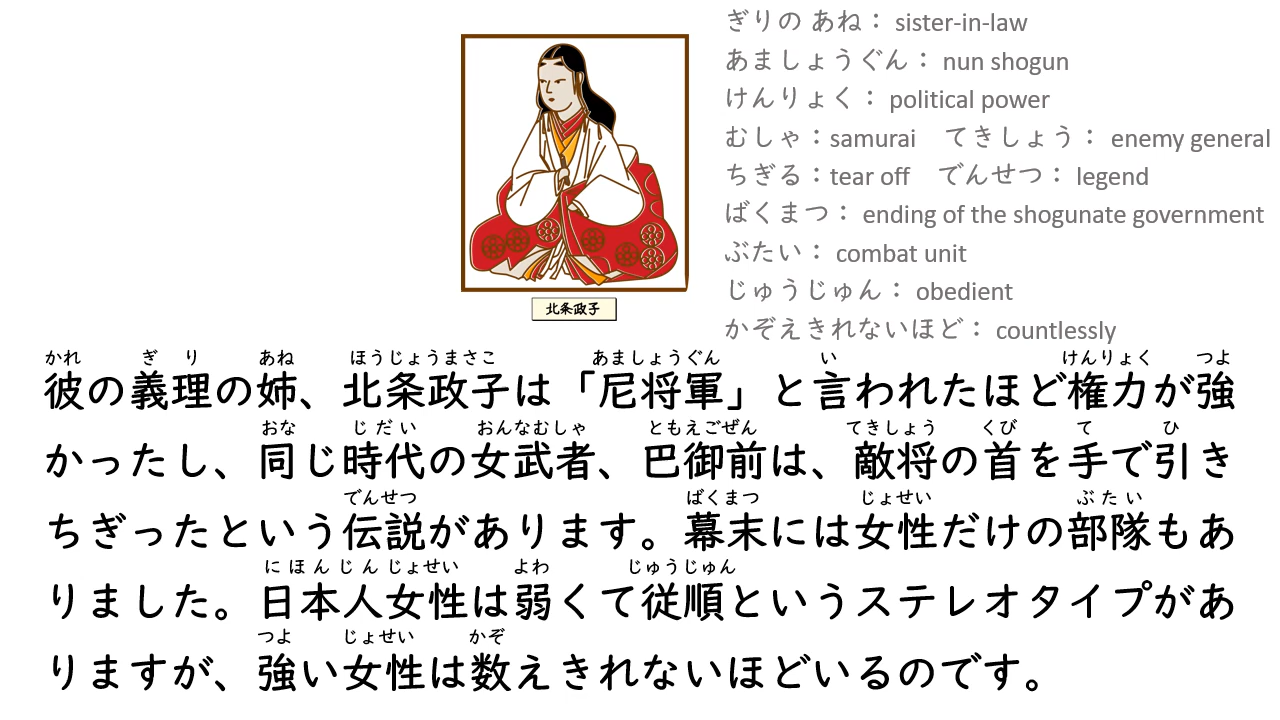 ぎりの あね： sister-in-law
あましょうぐん： nun shogun
けんりょく： political power
むしゃ：samurai　てきしょう： enemy general
ちぎる：tear off　でんせつ： legend
ばくまつ： ending of the shogunate government
ぶたい： combat unit
じゅうじゅん： obedient
かぞえきれないほど： countlessly
北条政子
かれ ぎり あね ほうじょうまさこ あましょうぐん い けんりょく つよ
彼の義理の姉、北条政子は「尼将軍」と言われたほど権力が強
おな じだい おんなむしゃ ともえごぜん てきしょう くび て ひ
かったし、同じ時代の女武者、巴御前は、敵将の首を手で引き
でんせつ ばくまつ じょせい ぶたい
ちぎったという伝説があります。幕末には女性だけの部隊もあ
にほんじんじょせい よわ じゅうじゅん
りました。日本人女性は弱くて従順というステレオタイプがあ
つよ じょせい かぞ
りますが、強い女性は数えきれないほどいるのです。